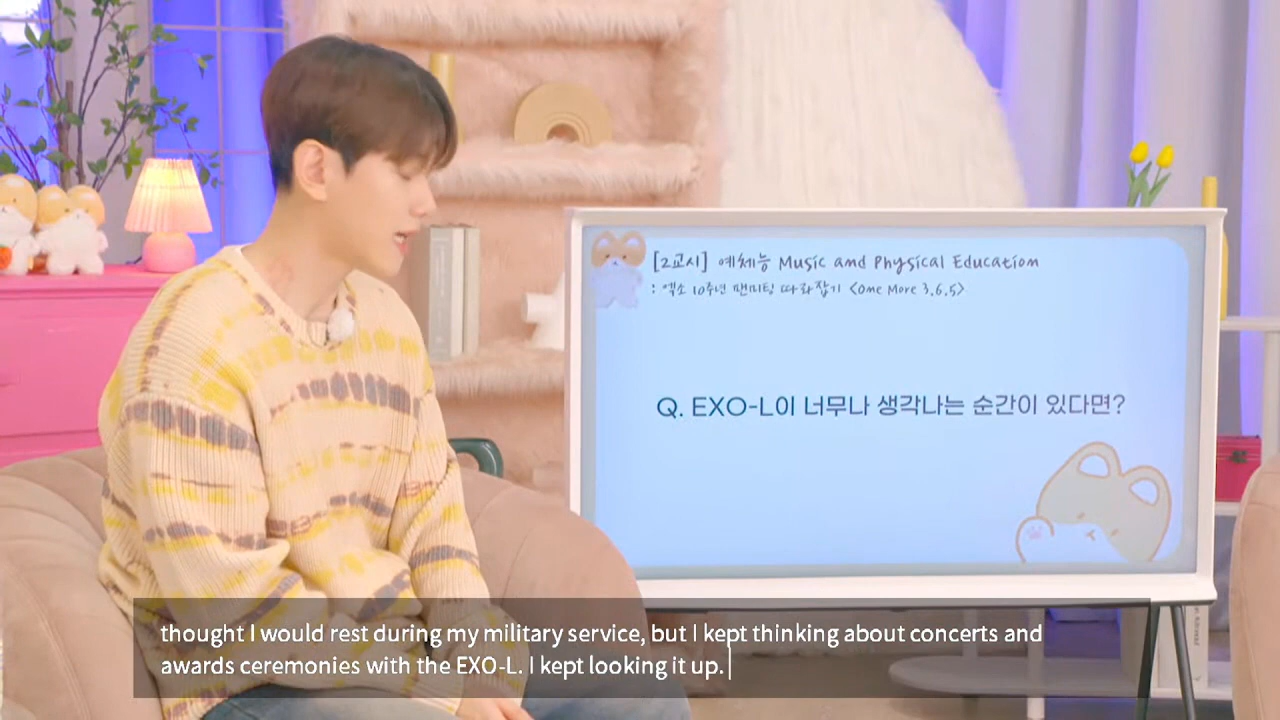 [2교시] 예체능 Music and Physical Education
: 엑소 10주년 팬미팅 따라잡기 <One More 3.6.5>
Q. EXO-L이 너무나 생각나는 순간이 있다면?
thought I would rest during my military service, but I kept thinking about concerts and
awards ceremonies with the EXO-L. I kept looking it up.